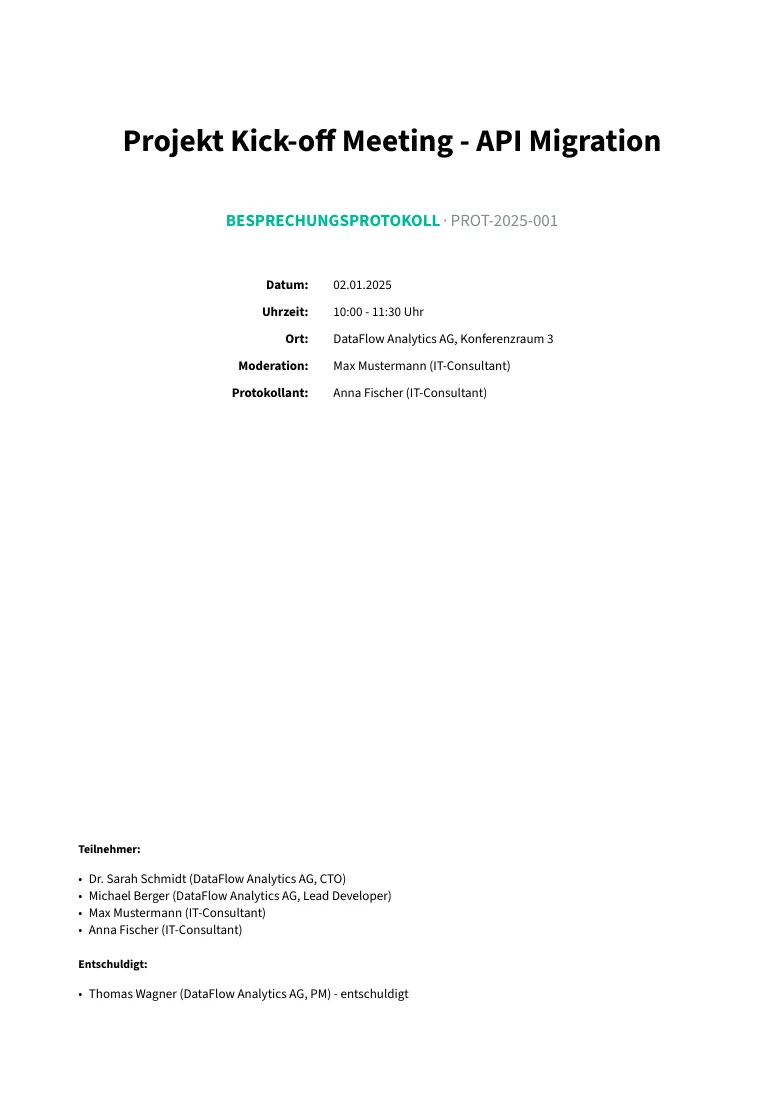 Projekt Kick-off Meeting - API Migration
BESPRECHUNGSPROTOKOLL · PROT-2025-001
Datum: 02.01.2025
Uhrzeit: 10:00 - 11:30 Uhr
Ort: DataFlow Analytics AG, Konferenzraum 3
Moderation: Max Mustermann (IT-Consultant)
Protokollant: Anna Fischer (IT-Consultant)
Teilnehmer:
• Dr. Sarah Schmidt (DataFlow Analytics AG, CTO)
• Michael Berger (DataFlow Analytics AG, Lead Developer)
• Max Mustermann (IT-Consultant)
• Anna Fischer (IT-Consultant)
Entschuldigt:
• Thomas Wagner (DataFlow Analytics AG, PM) - entschuldigt